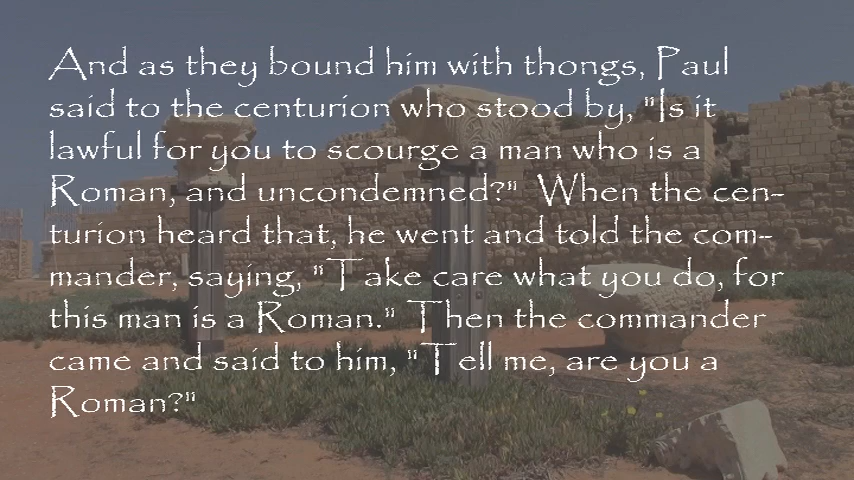 And as they bound him with thongs, Paul
said to the centurion who stood by, "Is it
lawful for you to scourge a man who is a
Roman, and uncondemned?" When the cen-
turion heard that, he went and told the com-
mander, saying, "Take care what you do, for
this man is a Roman." Then the commander
came and said to him, "Tell me, are you a
Roman?"